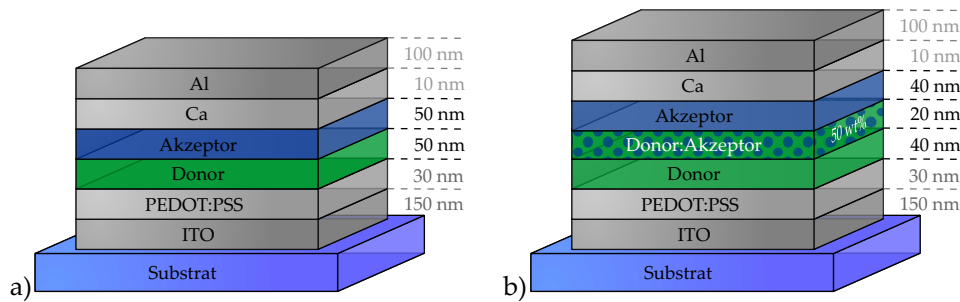 100 nm
Al
10 nm
Ca
50 nm
Akzeptor
50 nm
Donor
30 nm
PEDOT:PSS
150 nm
ITO
Substrat
a)
100 nm
Al
10 nm
Ca
40 nm
Akzeptor
20 nm
50 wt%
Donor:Akzeptor
40 nm
Donor
30 nm
PEDOT:PSS
150 nm
ITO
Substrat
b)